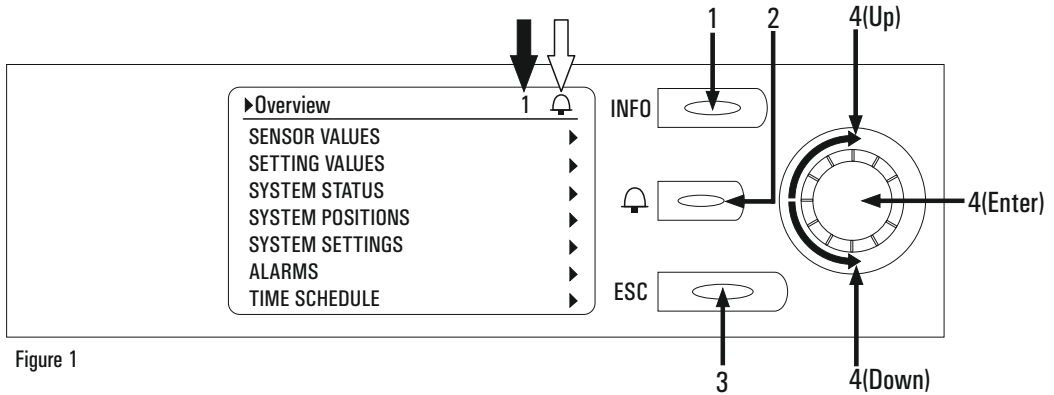 1 2 4(Up)
Overview 1
INFO
SENSOR VALUES
SETTING VALUES
SYSTEM STATUS
SYSTEM POSITIONS
4(Enter)
SYSTEM SETTINGS
ALARMS
ESC
TIME SCHEDULE
Figure 1
3 4(Down)